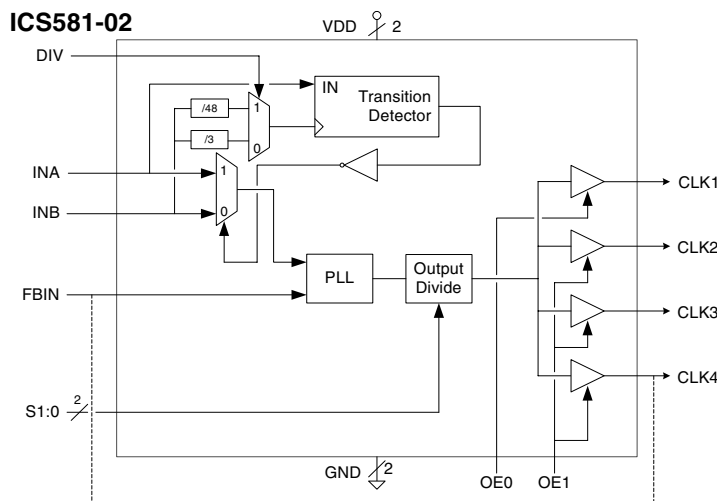 ICS581-02
VDD 2
DIV
IN
Transition
Detector
/48
1
/3
0
INA
1
INB
0
CLK1
CLK2
PLL
Output
Divide
FBIN
CLK3
CLK4
S1:0 2
GND 2
OE0 OE1